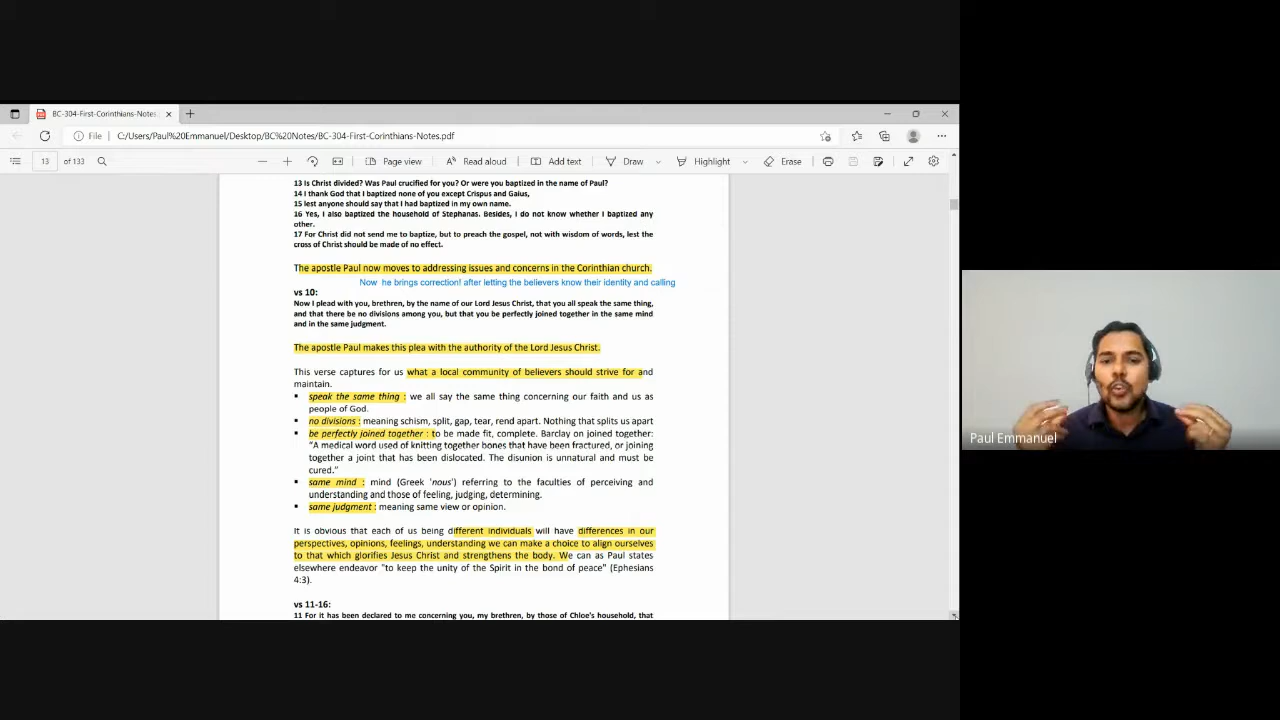 BC-304-First-Corinthians-Notes
File C:/Users/Paul%20Emmanuel/Desktop/BC%20Notes/BC-304-First-Corinthians-Notes.pdf
13 of 133 Page view Read aloud Add text Draw Highlight Erase
13 Is Christ divided? Was Paul crucified for you? Or were you baptized in the name of Paul?
14 I thank God that I baptized none of you except Crispus and Gaius,
15 lest anyone should say that I had baptized in my own name.
16 Yes, I also baptized the household of Stephanas. Besides, I do not know whether I baptized any
other.
17 For Christ did not send me to baptize, but to preach the gospel, not with wisdom of words, lest the
cross of Christ should be made of no effect.
The apostle Paul now moves to addressing issues and concerns in the Corinthian church.
Now he brings correction! after letting the believers know their identity and calling
vs 10:
Now I plead with you, brethren, by the name of our Lord Jesus Christ, that you all speak the same thing,
and that there be no divisions among you, but that you be perfectly joined together in the same mind
and in the same judgment.
The apostle Paul makes this plea with the authority of the Lord Jesus Christ.
This verse captures for us what a local community of believers should strive for and
maintain.
▪ speak the same thing : we all say the same thing concerning our faith and us as
people of God.
▪ no divisions : meaning schism, split, gap, tear, rend apart. Nothing that splits us apart
▪ be perfectly joined together : to be made fit, complete. Barclay on joined together:
“A medical word used of knitting together bones that have been fractured, or joining
together a joint that has been dislocated. The disunion is unnatural and must be
cured.”
▪ same mind : mind (Greek ‘nous’) referring to the faculties of perceiving and
understanding and those of feeling, judging, determining.
▪ same judgment : meaning same view or opinion.
It is obvious that each of us being different individuals will have differences in our
perspectives, opinions, feelings, understanding we can make a choice to align ourselves
to that which glorifies Jesus Christ and strengthens the body. We can as Paul states
elsewhere endeavor "to keep the unity of the Spirit in the bond of peace" (Ephesians
4:3).
vs 11-16:
11 For it has been declared to me concerning you, my brethren, by those of Chloe's household, that
Paul Emmanuel